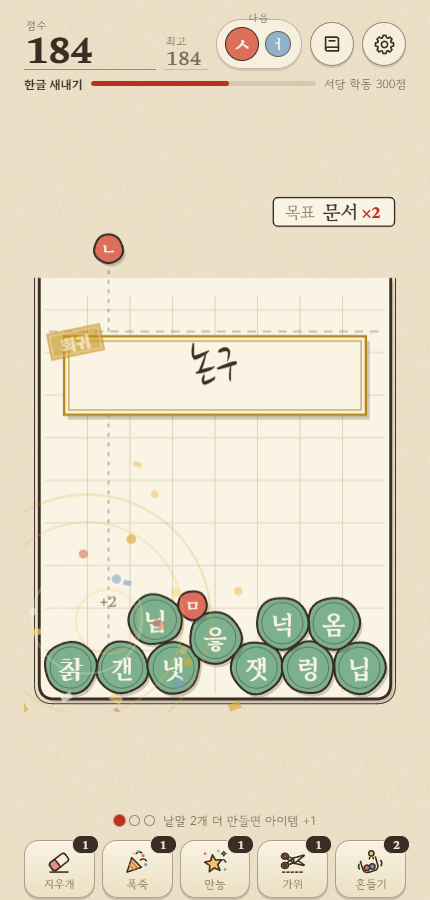 점수
184
최고
184
다음
ㅅ ㅓ
한글 새내기
서당 학동 300점
목표 문서 ×2
ㄴ
희귀
논구
+2
닙 ㅁ 읗 넉 옴
찱 갠 냇 잿 렁 닙
낱말 2개 더 만들면 아이템 +1
1 1 1 1 2
지우개 폭죽 만능 가위 흔들기